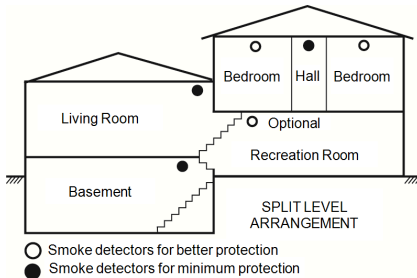 Bedroom Hall Bedroom
Living Room
Optional
Recreation Room
Basement
SPLIT LEVEL
ARRANGEMENT
Smoke detectors for better protection
Smoke detectors for minimum protection